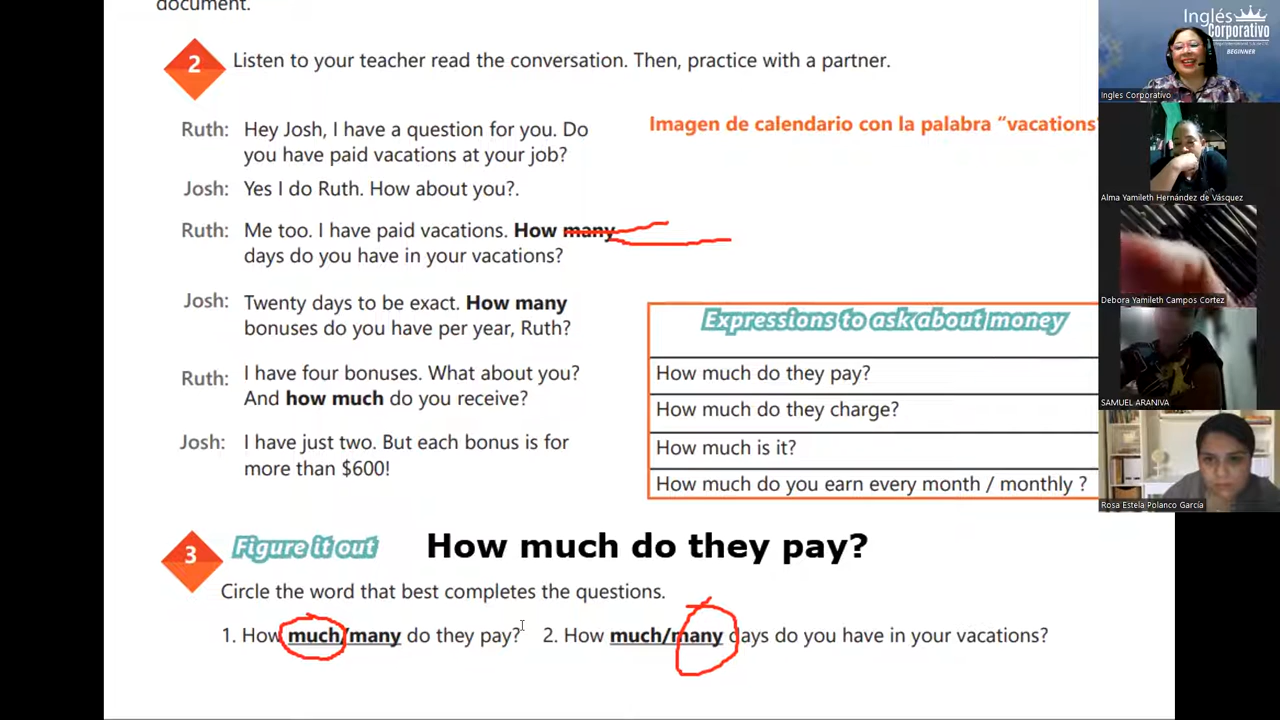 document.
2
Listen to your teacher read the conversation. Then, practice with a partner.
Ruth: Hey Josh, I have a question for you. Do
you have paid vacations at your job?
Josh: Yes I do Ruth. How about you?.
Ruth: Me too. I have paid vacations. How many
days do you have in your vacations?
Josh: Twenty days to be exact. How many
bonuses do you have per year, Ruth?
Ruth: I have four bonuses. What about you?
And how much do you receive?
Josh: I have just two. But each bonus is for
more than $600!
Imagen de calendario con la palabra “vacations
Expressions to ask about money
How much do they pay?
How much do they charge?
How much is it?
How much do you earn every month / monthly ?
3
Figure it out
How much do they pay?
Circle the word that best completes the questions.
1. How much/many do they pay?
2. How much/many days do you have in your vacations?
Inglés
Corporativo
BEGINNER
Ingles Corporativo
Alma Yamileth Hernández de Vásquez
Debora Yamileth Campos Cortez
SAMUEL ARANIVA
Rosa Estela Polanco García